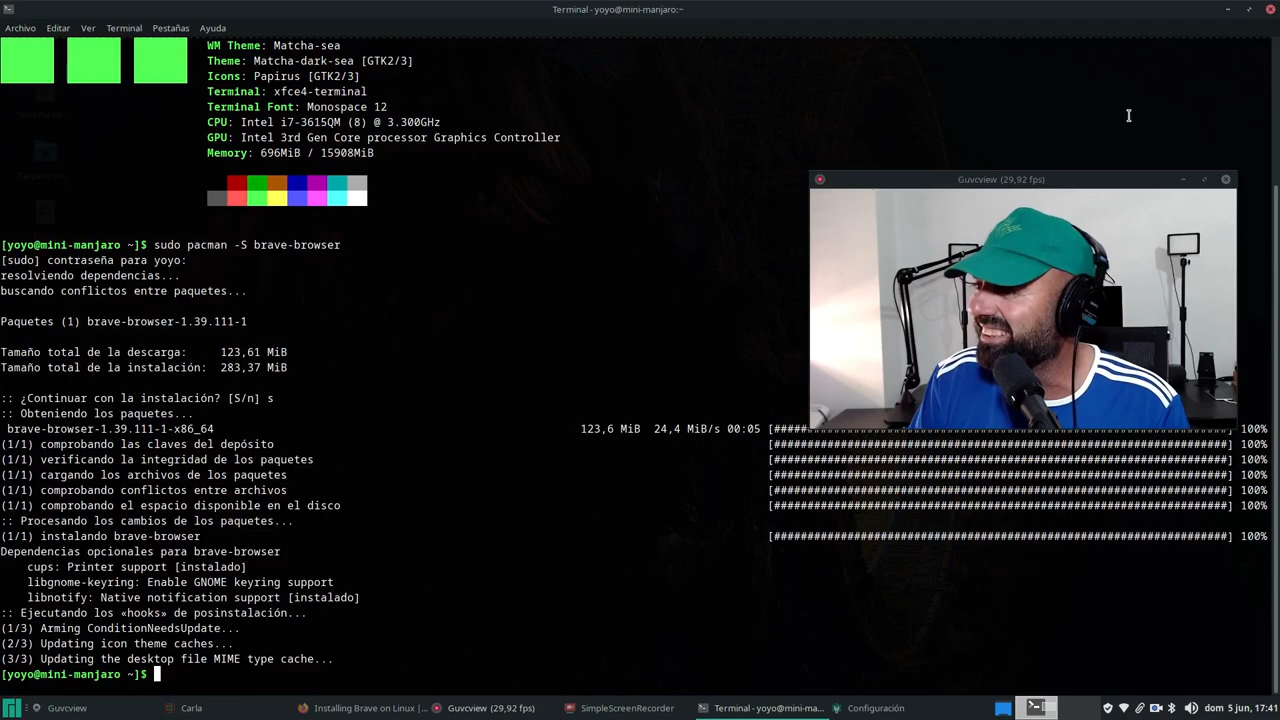 Terminal - yoyo@mini-manjaro:~
Archivo Editar Ver Terminal Pestañas Ayuda
WM Theme: Matcha-sea
Theme: Matcha-dark-sea [GTK2/3]
Icons: Papirus [GTK2/3]
Terminal: xfce4-terminal
Terminal Font: Monospace 12
CPU: Intel i7-3615QM (8) @ 3.300GHz
GPU: Intel 3rd Gen Core processor Graphics Controller
Memory: 696MiB / 15908MiB
Guvcview (29,92 fps)
[yoyo@mini-manjaro ~]$ sudo pacman -S brave-browser
[sudo] contraseña para yoyo:
resolviendo dependencias...
buscando conflictos entre paquetes...
Paquetes (1) brave-browser-1.39.111-1
Tamaño total de la descarga: 123,61 MiB
Tamaño total de la instalación: 283,37 MiB
:: ¿Continuar con la instalación? [S/n] s
:: Obteniendo los paquetes...
brave-browser-1.39.111-1-x86_64 123,6 MiB 24,4 MiB/s 00:05 100%
(1/1) comprobando las claves del depósito 100%
(1/1) verificando la integridad de los paquetes 100%
(1/1) cargando los archivos de los paquetes 100%
(1/1) comprobando conflictos entre archivos 100%
(1/1) comprobando el espacio disponible en el disco 100%
:: Procesando los cambios de los paquetes...
(1/1) instalando brave-browser 100%
Dependencias opcionales para brave-browser
cups: Printer support [instalado]
libgnome-keyring: Enable GNOME keyring support
libnotify: Native notification support [instalado]
:: Ejecutando los «hooks» de posinstalación...
(1/3) Arming ConditionNeedsUpdate...
(2/3) Updating icon theme caches...
(3/3) Updating the desktop file MIME type cache...
[yoyo@mini-manjaro ~]$
Guvcview Carla Installing Brave on Linux |... Guvcview (29,92 fps) SimpleScreenRecorder Terminal - yoyo@mini-ma... Configuración dom 5 jun, 17:41